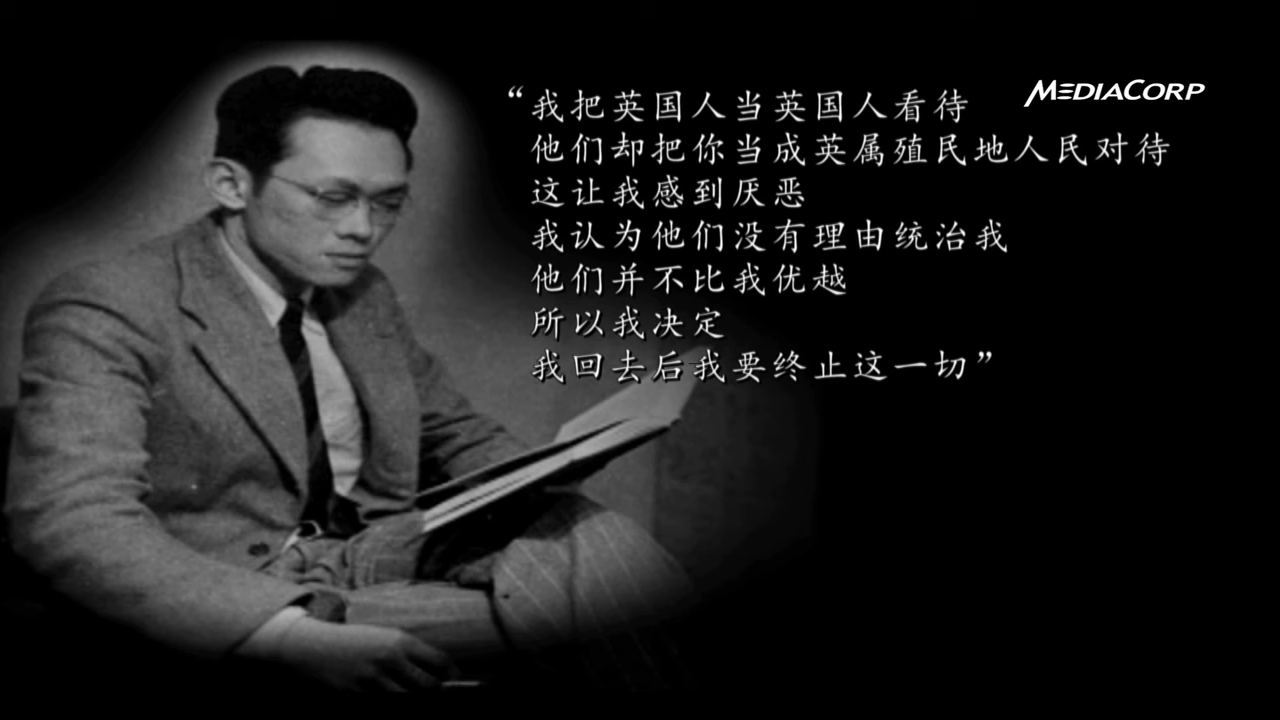 “我把英国人当英国人看待
MEDIACORP
他们却把你当成英属殖民地人民对待
这让我感到厌恶
我认为他们没有理由统治我
他们并不比我优越
所以我决定
我回去后我要终止这一切”